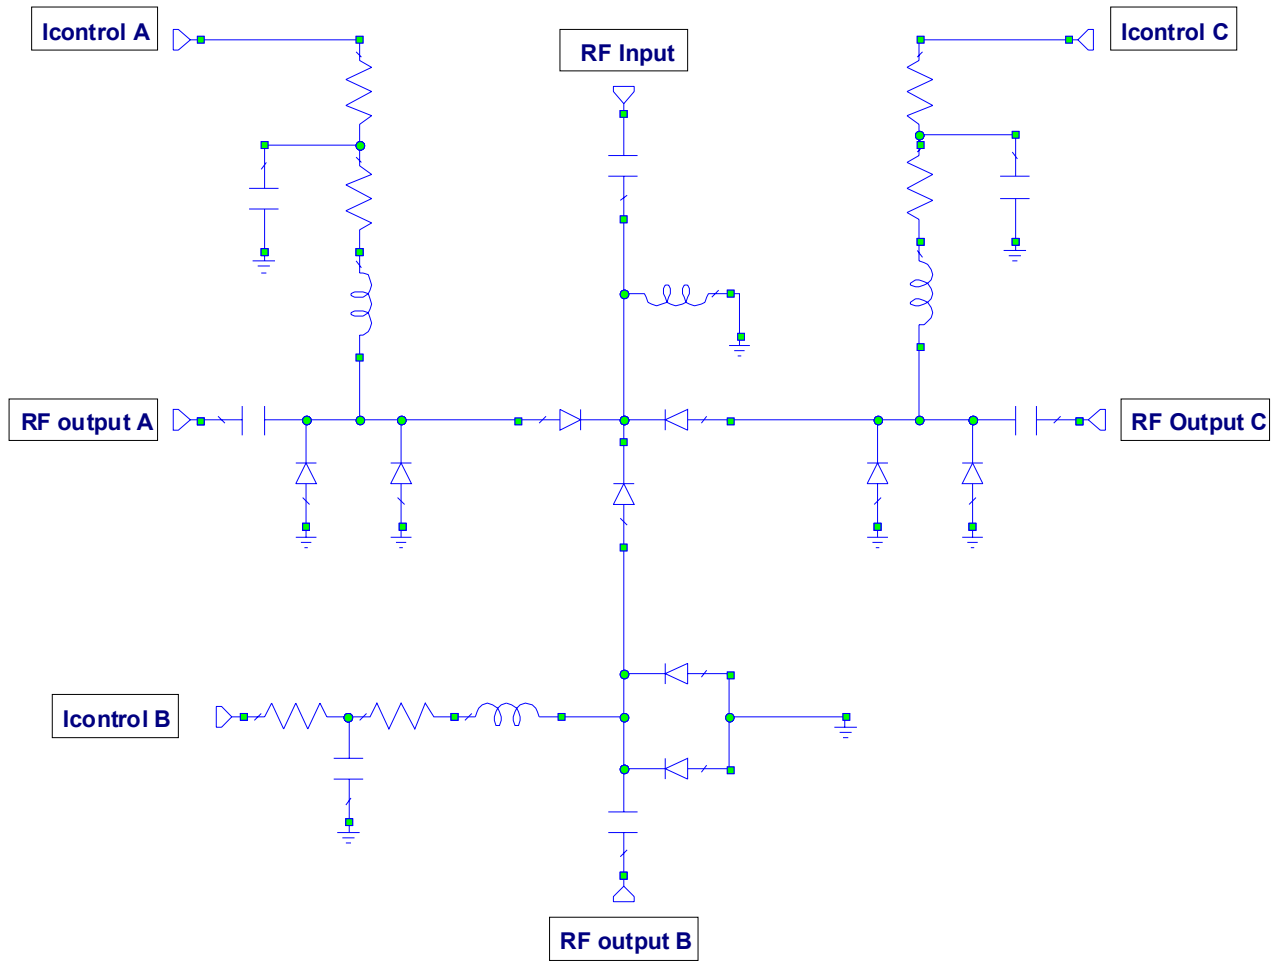 Icontrol A
RF Input
Icontrol C
RF output A
RF Output C
Icontrol B
RF output B